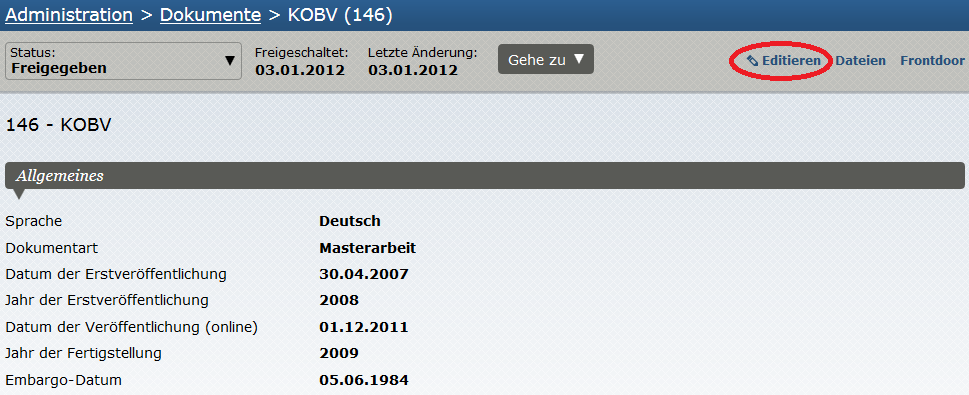 Administration > Dokumente > KOBV (146)
Status: Freigeschaltet: Letzte Änderung:
Freigegeben 03.01.2012 03.01.2012 Gehe zu Editieren Dateien Frontdoor
146 - KOBV
Allgemeines
Sprache Deutsch
Dokumentart Masterarbeit
Datum der Erstveröffentlichung 30.04.2007
Jahr der Erstveröffentlichung 2008
Datum der Veröffentlichung (online) 01.12.2011
Jahr der Fertigstellung 2009
Embargo-Datum 05.06.1984